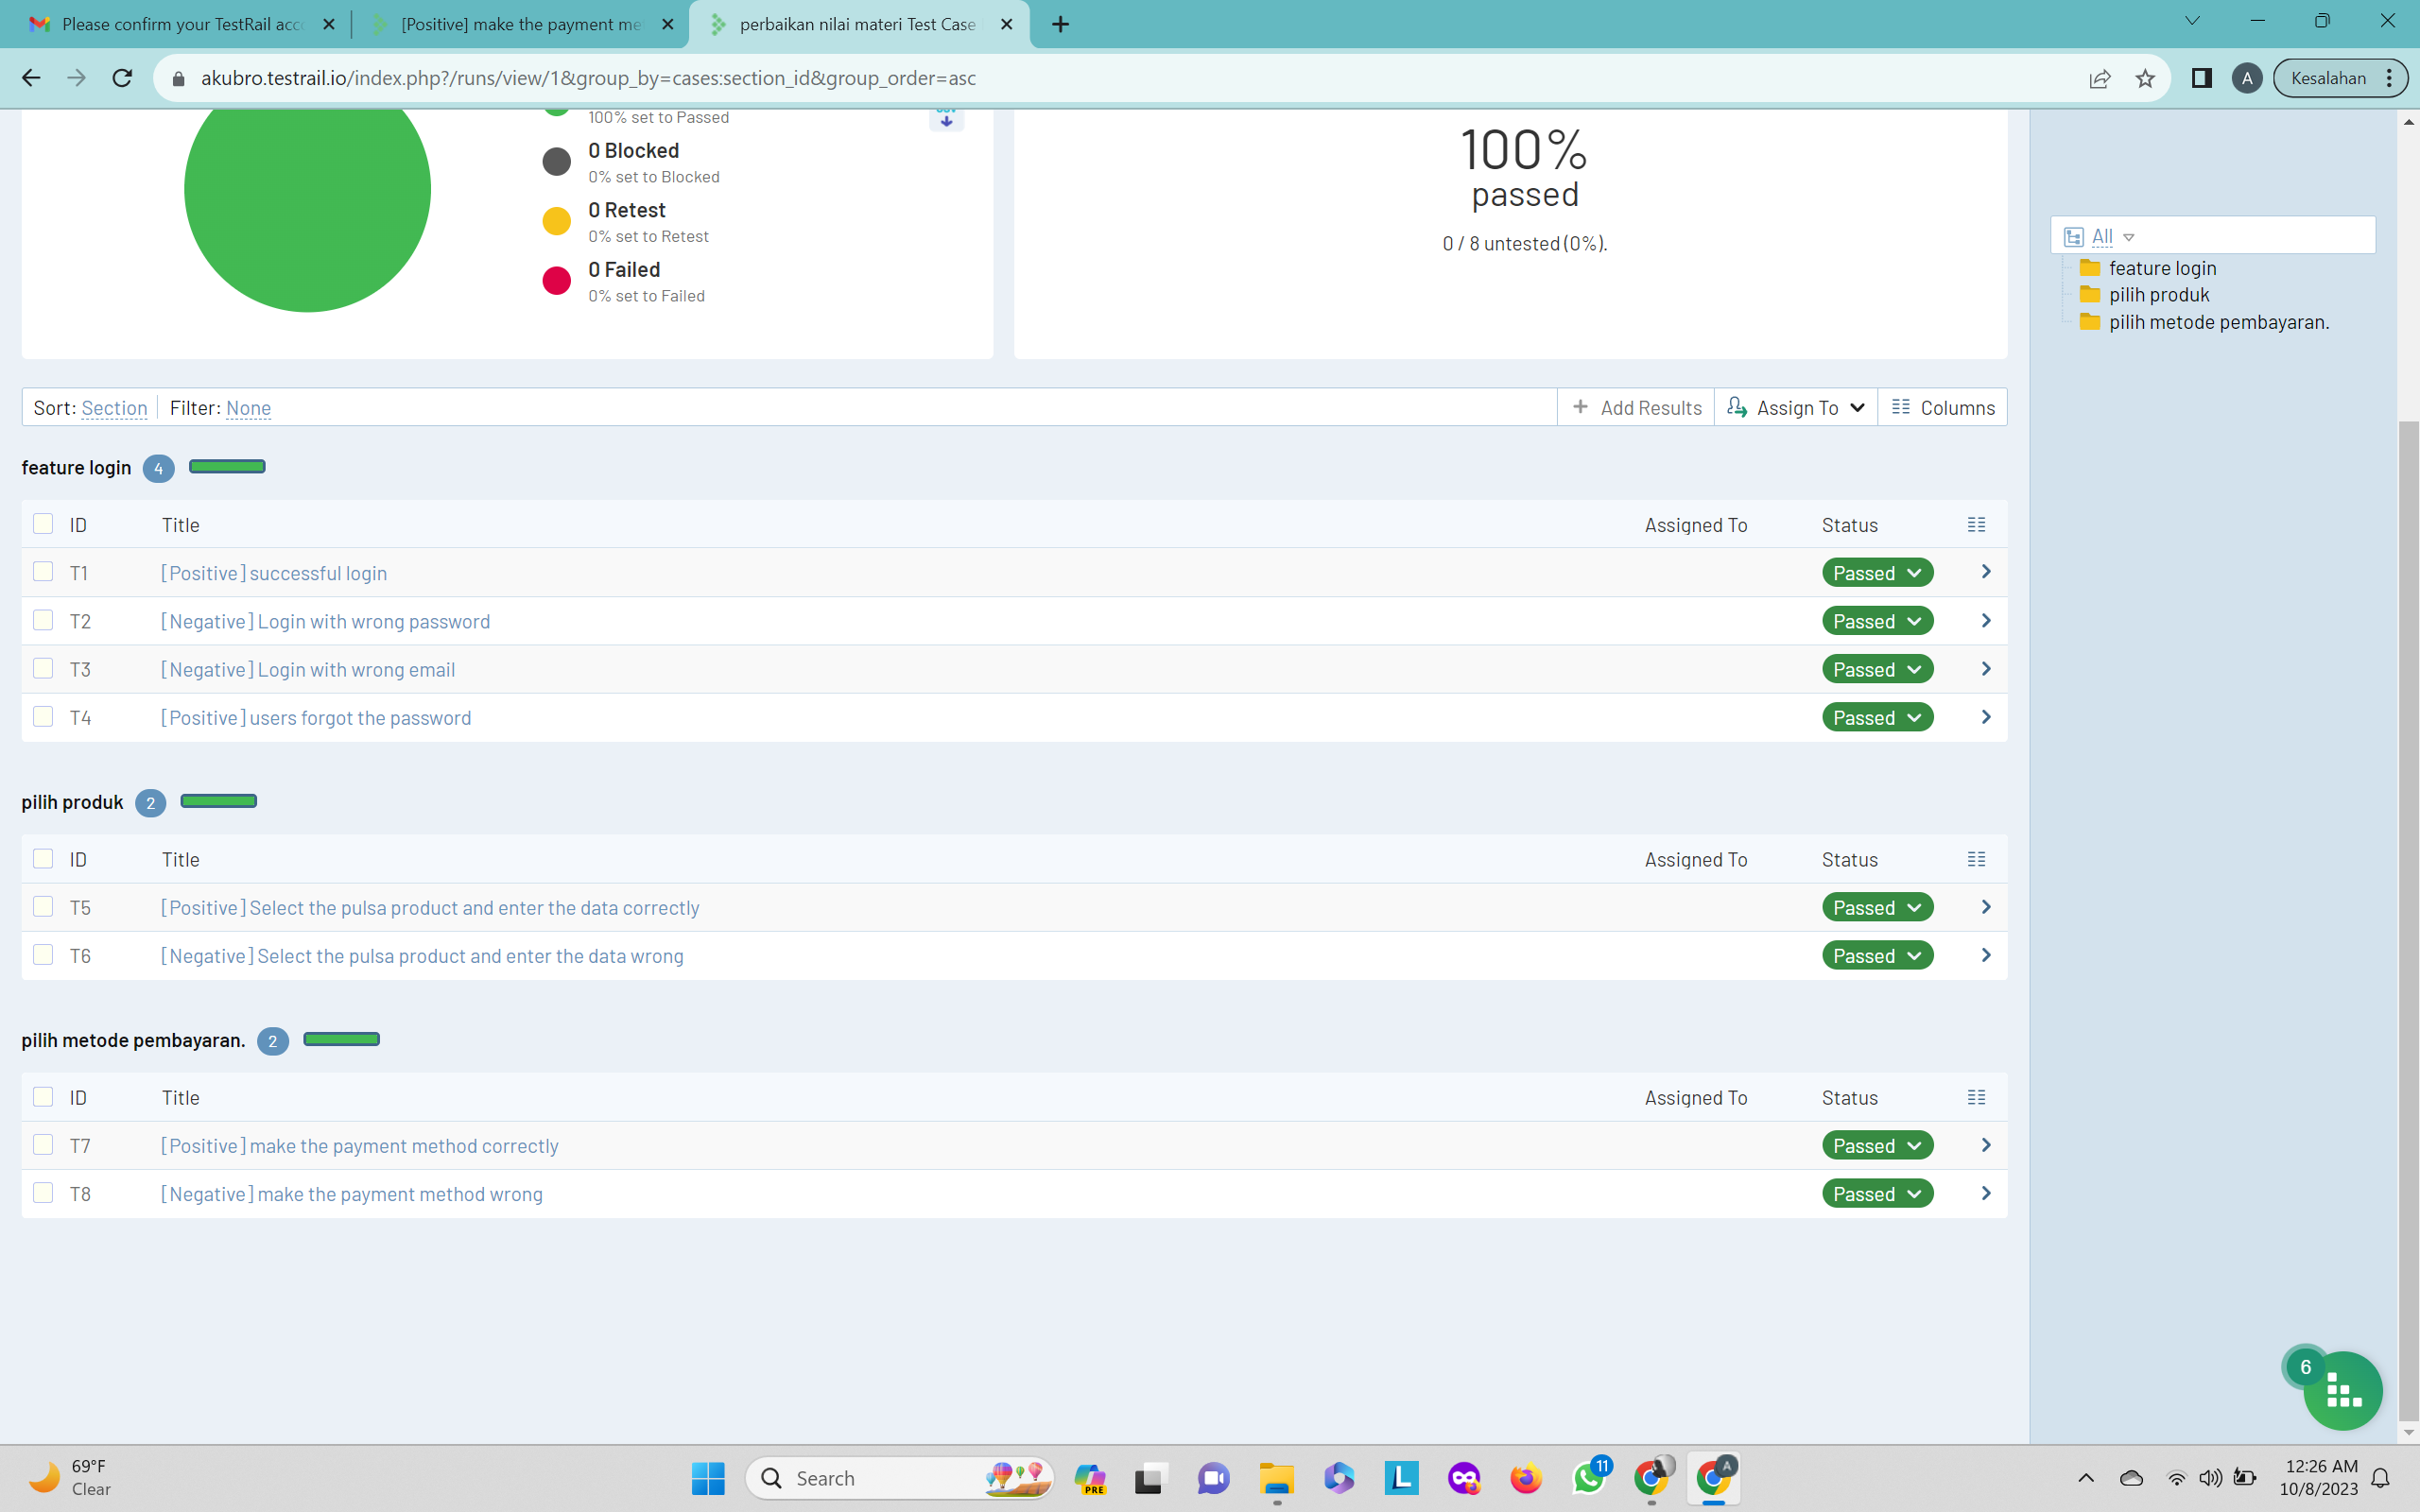 Please confirm your TestRail acc
[Positive] make the payment me
perbaikan nilai materi Test Case
akubro.testrail.io/index.php?/runs/view/1&group_by=cases:section_id&group_order=asc
A
Kesalahan
100% set to Passed
0 Blocked
0% set to Blocked
0 Retest
0% set to Retest
0 Failed
0% set to Failed
100%
passed
0 / 8 untested (0%).
All
feature login
pilih produk
pilih metode pembayaran.
Sort: Section Filter: None
+ Add Results Assign To Columns
feature login 4
ID Title Assigned To Status
T1 [Positive] successful login Passed
T2 [Negative] Login with wrong password Passed
T3 [Negative] Login with wrong email Passed
T4 [Positive] users forgot the password Passed
pilih produk 2
ID Title Assigned To Status
T5 [Positive] Select the pulsa product and enter the data correctly Passed
T6 [Negative] Select the pulsa product and enter the data wrong Passed
pilih metode pembayaran. 2
ID Title Assigned To Status
T7 [Positive] make the payment method correctly Passed
T8 [Negative] make the payment method wrong Passed
6
69°F
Clear
Search
PRE
L
11
A
12:26 AM
10/8/2023